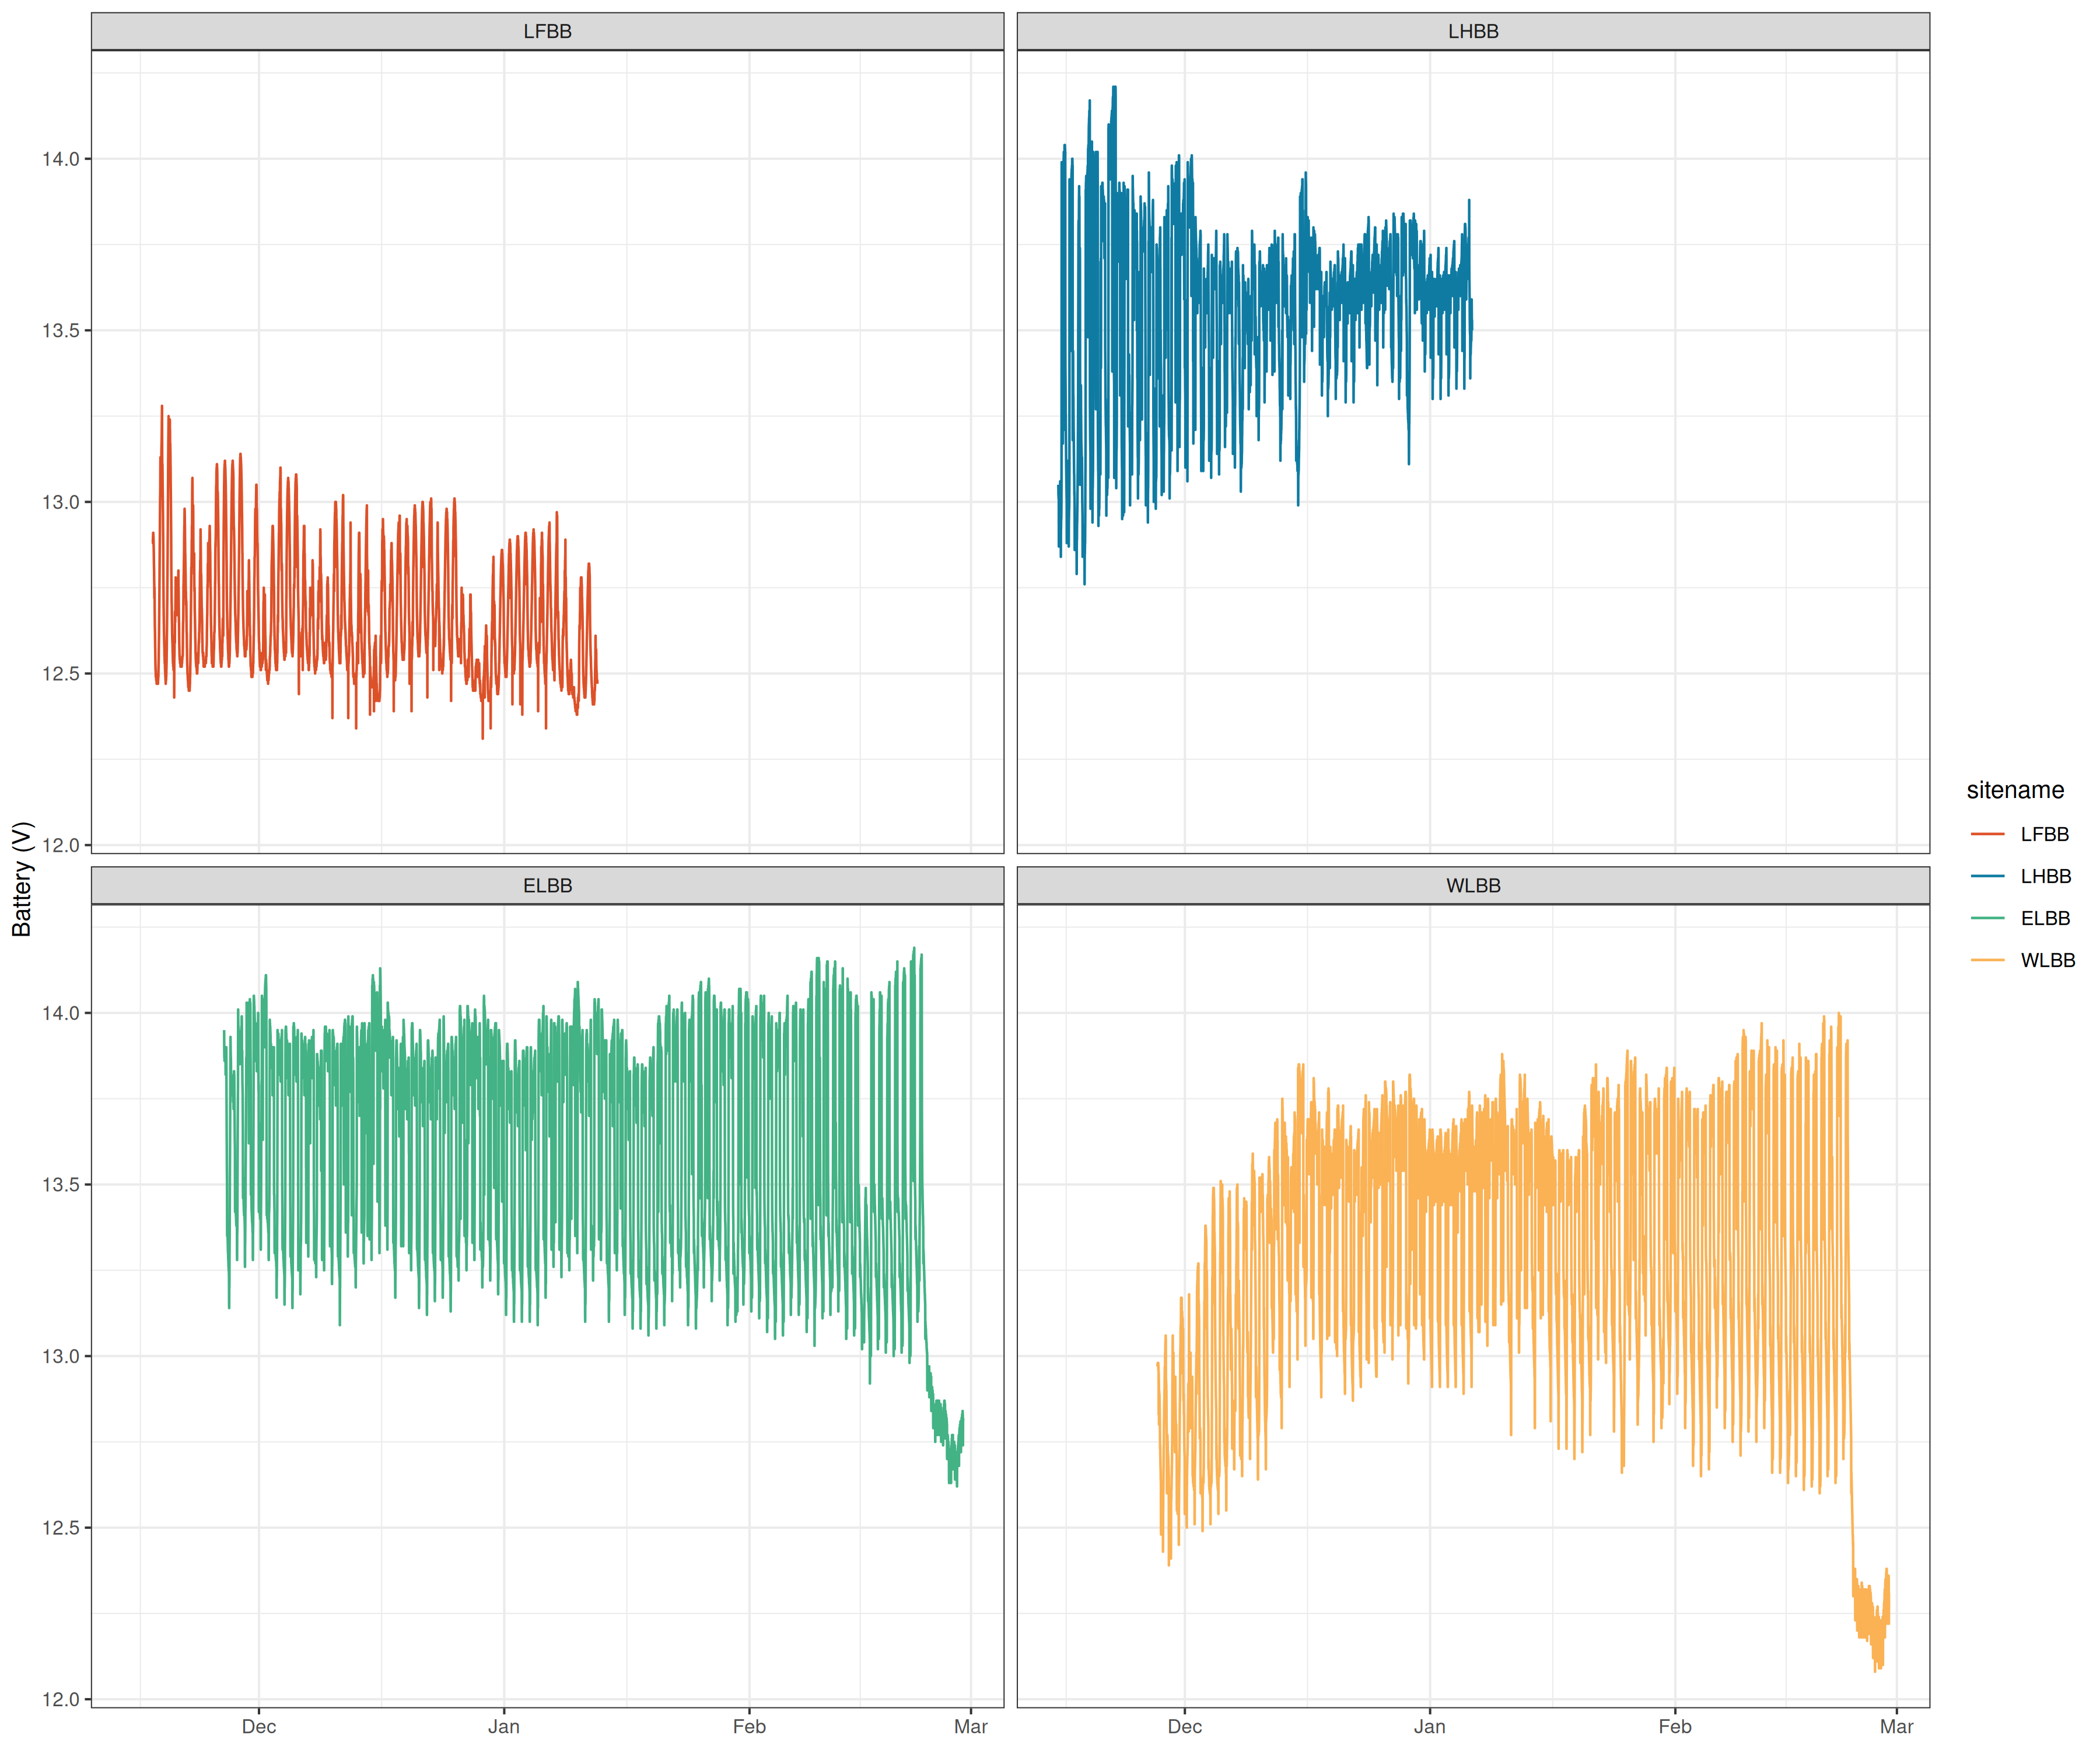 LFBB
LHBB
14.0
13.5
13.0
12.5
12.0
ELBB
WLBB
14.0
13.5
13.0
12.5
12.0
Dec
Jan
Feb
Mar
Dec
Jan
Feb
Mar
Battery (V)
sitename
LFBB
LHBB
ELBB
WLBB